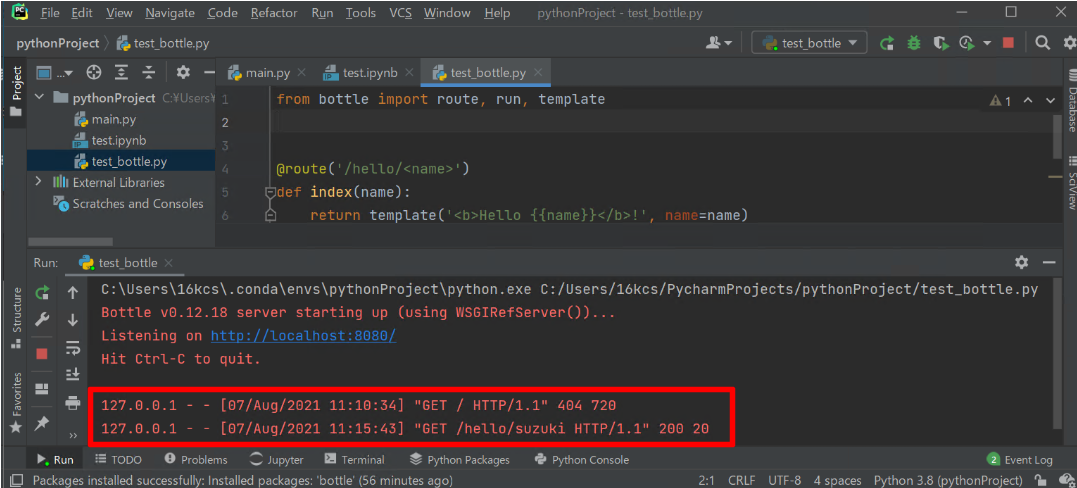 PC File Edit View Navigate Code Refactor Run Tools VCS Window Help pythonProject - test_bottle.py
pythonProject test_bottle.py test_bottle
Project ... main.py test.ipynb test_bottle.py
pythonProject C:¥Users¥
main.py
test.ipynb
test_bottle.py
External Libraries
Scratches and Consoles
1 from bottle import route, run, template
1
2
3
4 @route('/hello/<name>')
5 def index(name):
6 return template('<b>Hello {{name}}</b>!', name=name)
Database
SciView
Run: test_bottle
C:\Users\16kcs\.conda\envs\pythonProject\python.exe C:/Users/16kcs/PycharmProjects/pythonProject/test_bottle.py
Bottle v0.12.18 server starting up (using WSGIRefServer())...
Listening on http://localhost:8080/
Hit Ctrl-C to quit.
127.0.0.1 - - [07/Aug/2021 11:10:34] "GET / HTTP/1.1" 404 720
127.0.0.1 - - [07/Aug/2021 11:15:43] "GET /hello/suzuki HTTP/1.1" 200 20
Structure
Favorites
Run TODO Problems Jupyter Terminal Python Packages Python Console 2 Event Log
Packages installed successfully: Installed packages: 'bottle' (56 minutes ago) 2:1 CRLF UTF-8 4 spaces Python 3.8 (pythonProject)